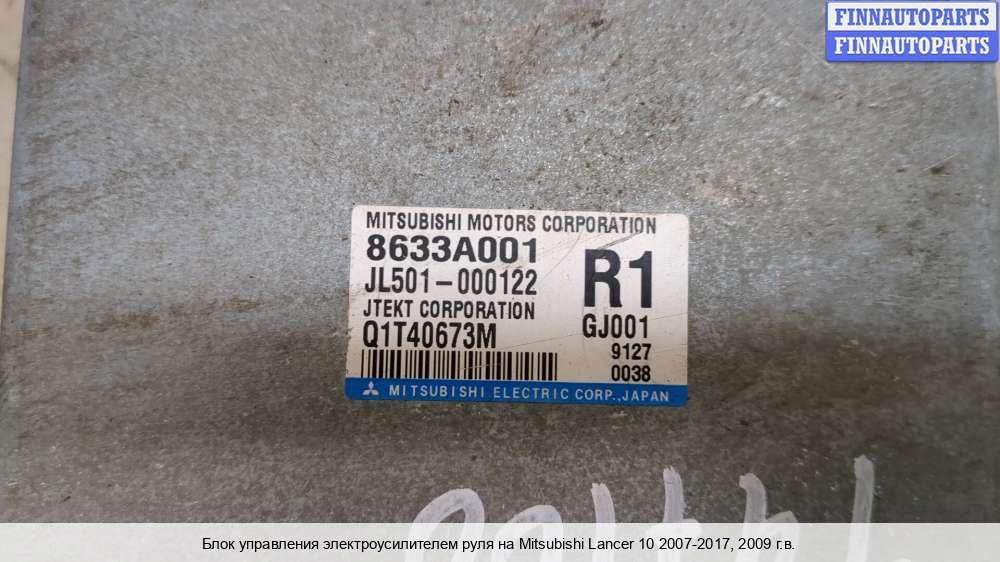 FINNAUTOPARTS
FINNAUTOPARTS
MITSUBISHI MOTORS CORPORATION
8633A001
JL501-000122
R1
JTEKT CORPORATION
GJ001
Q1T40673M
9127
0038
MITSUBISHI ELECTRIC CORP.,JAPAN
Блок управления электроусилителем руля на Mitsubishi Lancer 10 2007-2017, 2009 г.в.